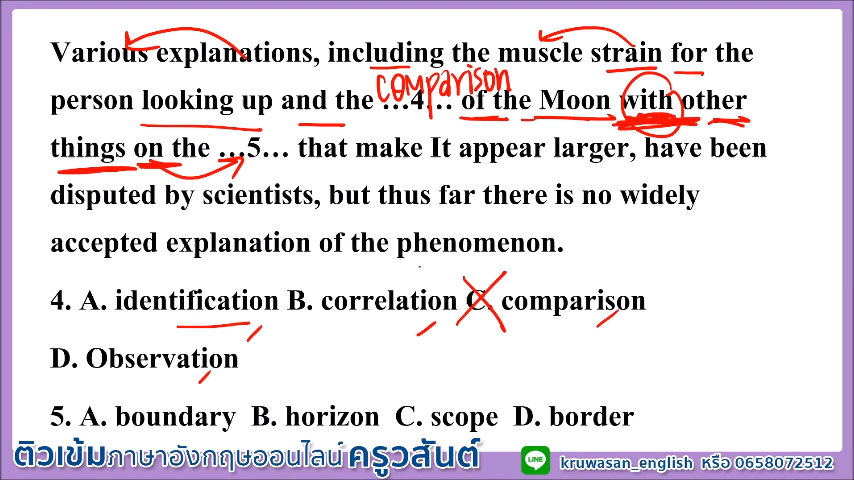 Various explanations, including the muscle strain for the
comparison
person looking up and the …4… of the Moon with other
things on the …5… that make It appear larger, have been
disputed by scientists, but thus far there is no widely
accepted explanation of the phenomenon.
4. A. identification B. correlation C. comparison
D. Observation
5. A. boundary B. horizon C. scope D. border
ติวเข้มภาษาอังกฤษออนไลน์ ครูวสันต์ LINE kruwasan_english หรือ 0658072512